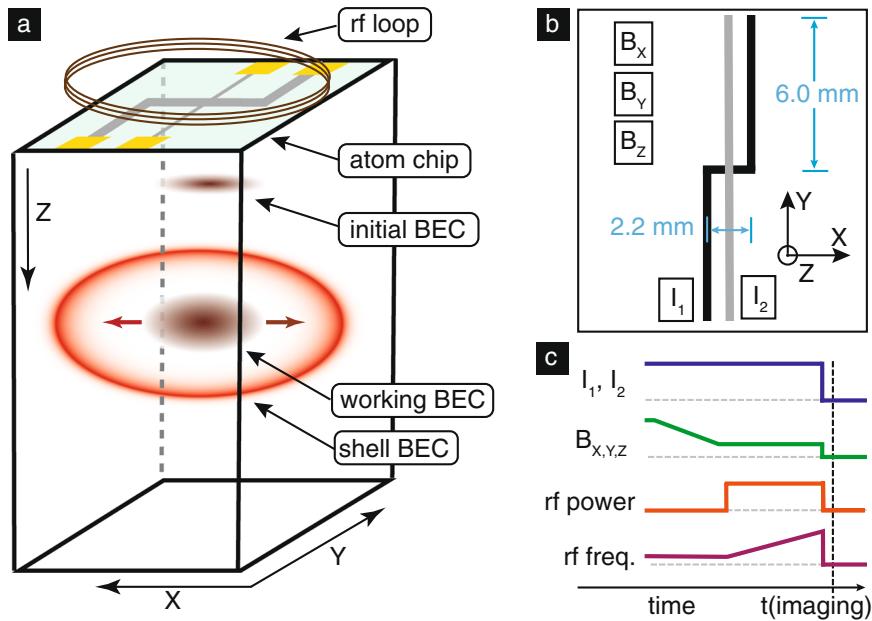 a
rf loop
atom chip
Z
initial BEC
working BEC
shell BEC
Y
X
b
B_X
B_Y
B_Z
6.0 mm
2.2 mm
Y
X
Z
I_1
I_2
c
I_1, I_2
B_X,Y,Z
rf power
rf freq.
time
t(imaging)